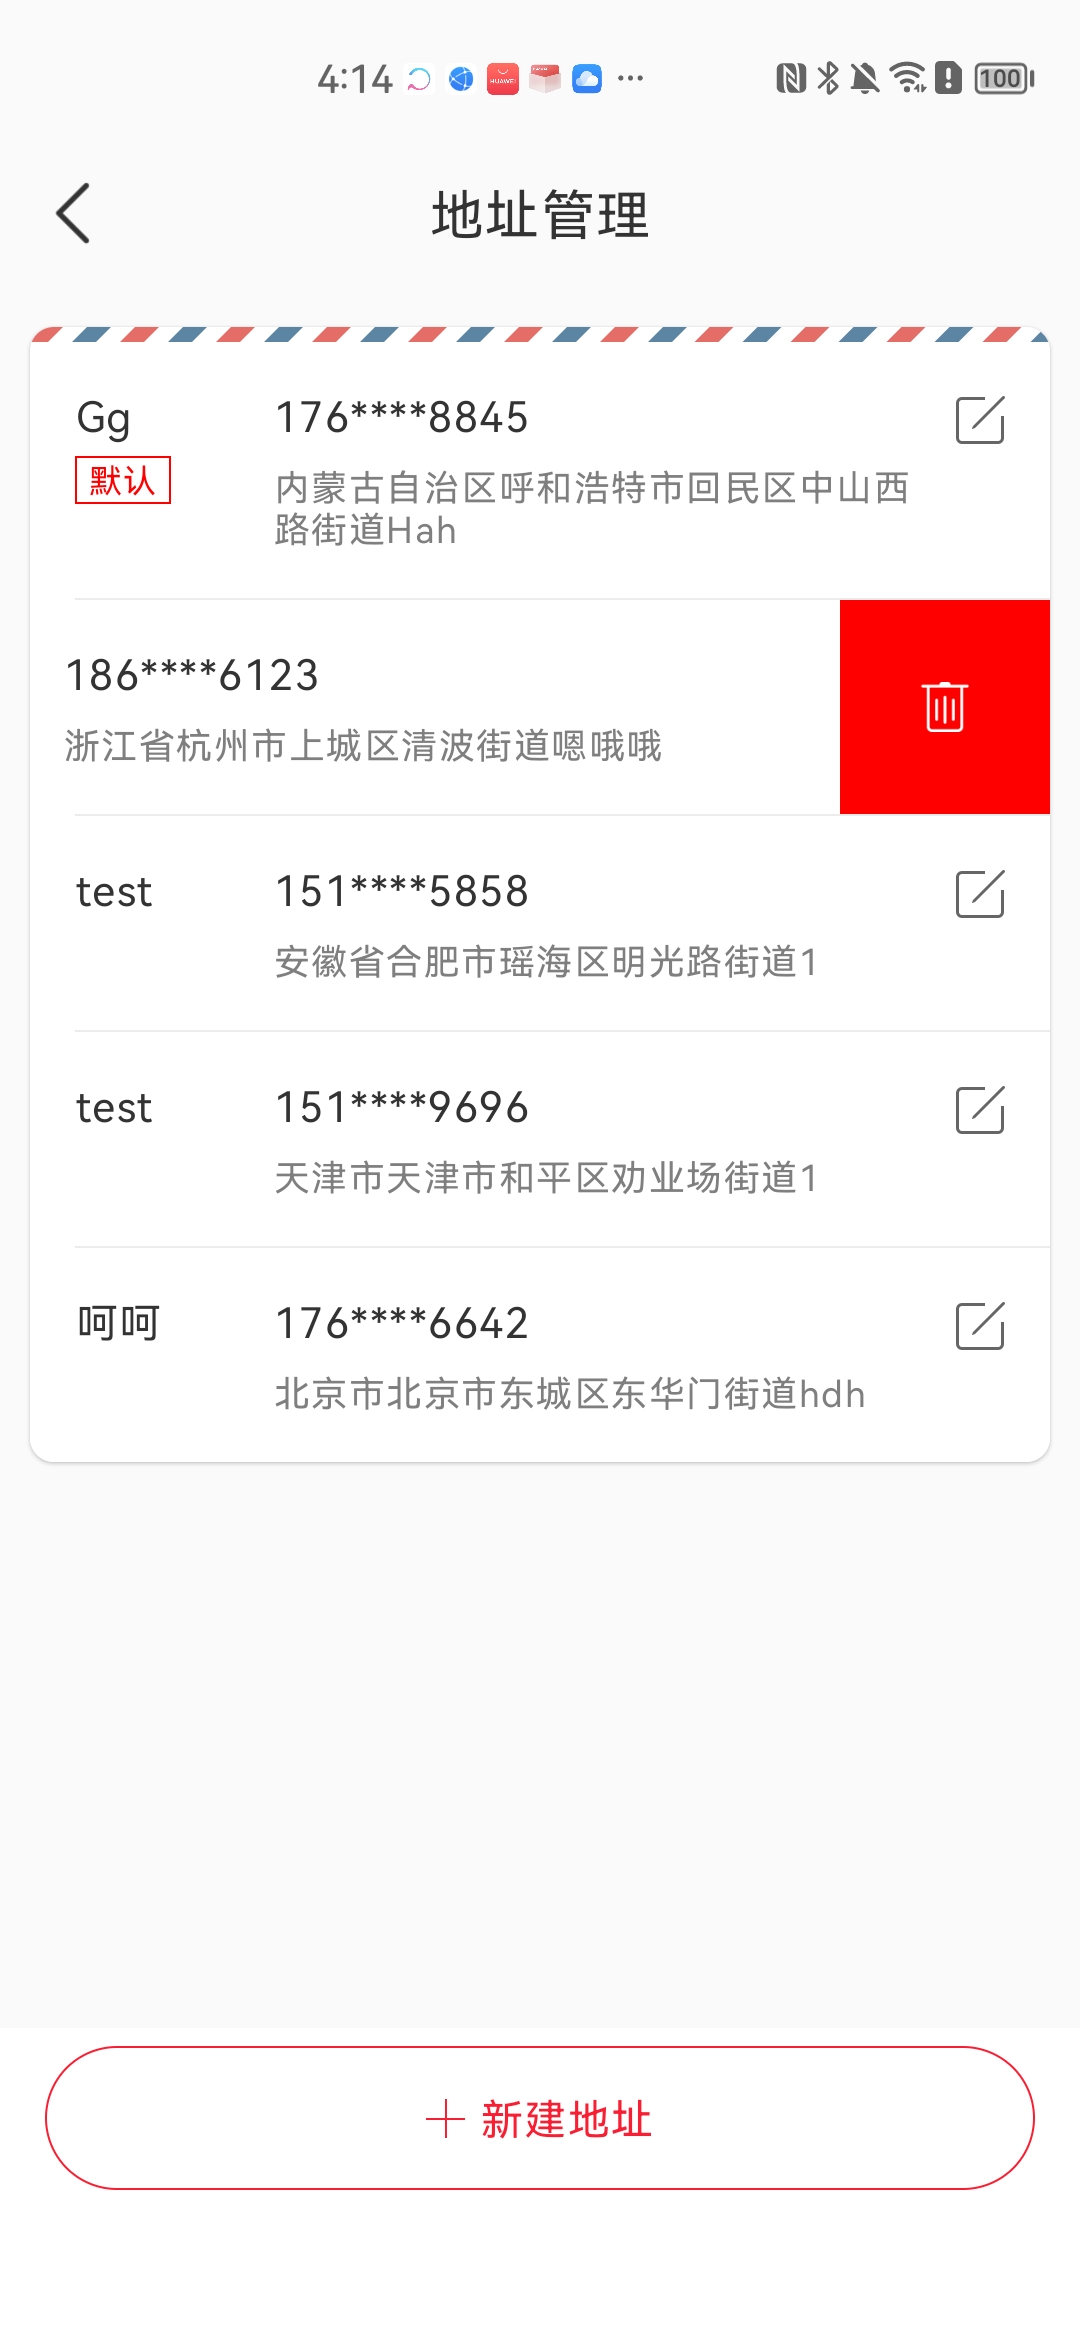 4:14
HUAWEI
100
地址管理
Gg
176****8845
默认
内蒙古自治区呼和浩特市回民区中山西
路街道Hah
186****6123
浙江省杭州市上城区清波街道嗯哦哦
test
151****5858
安徽省合肥市瑶海区明光路街道1
test
151****9696
天津市天津市和平区劝业场街道1
呵呵
176****6642
北京市北京市东城区东华门街道hdh
新建地址